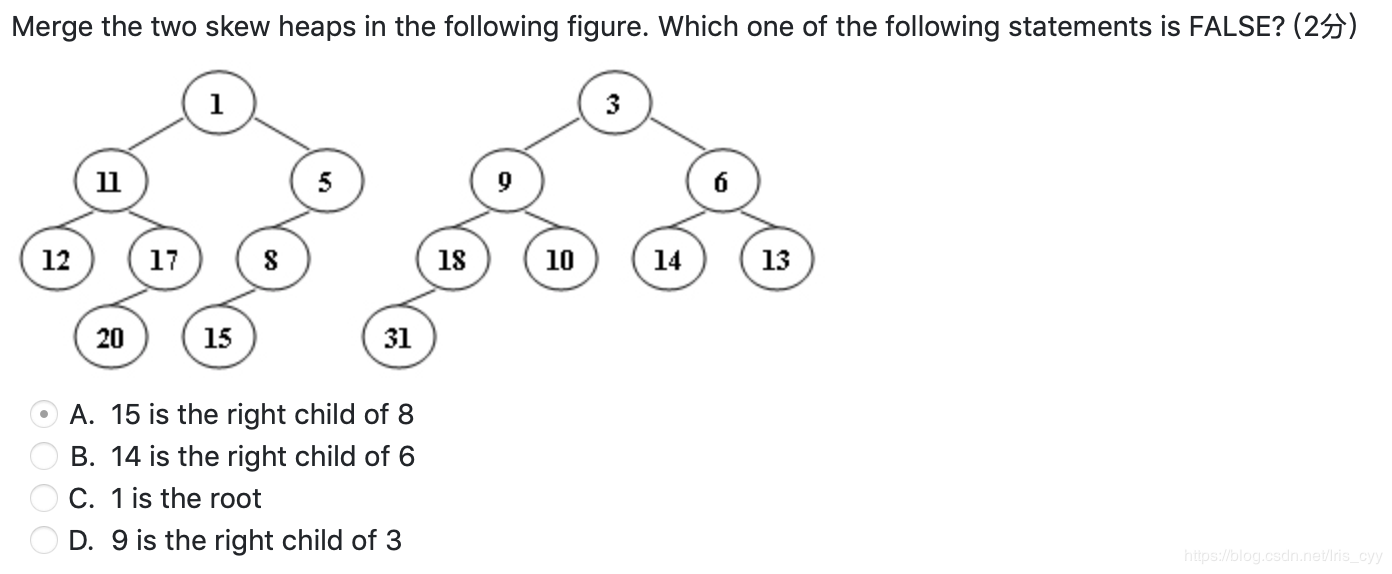 Merge the two skew heaps in the following figure. Which one of the following statements is FALSE? (2分)
1 3
11 5 9 6
12 17 8 18 10 14 13
20 15 31
A. 15 is the right child of 8
B. 14 is the right child of 6
C. 1 is the root
D. 9 is the right child of 3
https://blog.csdn.net/Iris_cyy